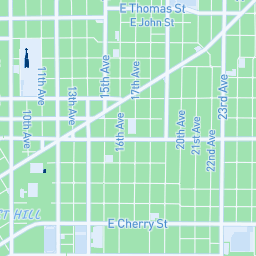 E Thomas St
E John St
11th Ave
10th Ave
13th Ave
15th Ave
17th Ave
16th Ave
20th Ave
21st Ave
22nd Ave
23rd Ave
HILL
E Cherry St